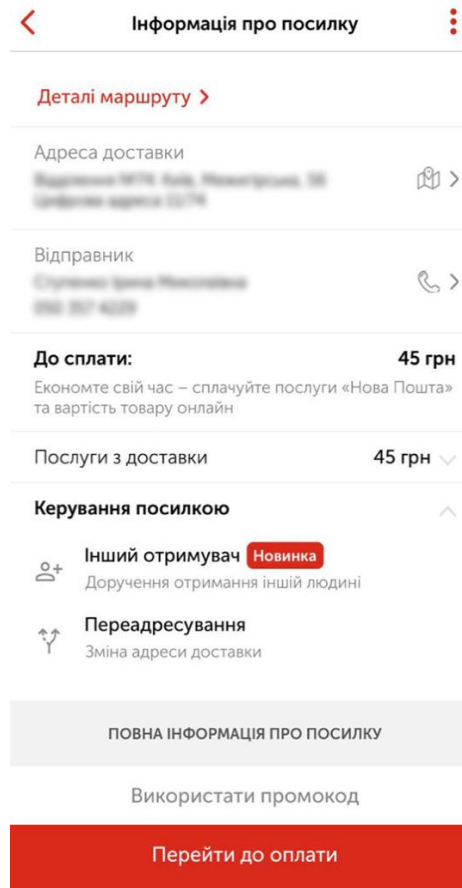 Інформація про посилку
Деталі маршруту
Адреса доставки
Відправник
До сплати: 45 грн
Економте свій час – сплачуйте послуги «Нова Пошта»
та вартість товару онлайн
Послуги з доставки 45 грн
Керування посилкою
Інший отримувач Новинка
Доручення отримання іншій людині
Переадресування
Зміна адреси доставки
ПОВНА ІНФОРМАЦІЯ ПРО ПОСИЛКУ
Використати промокод
Перейти до оплати